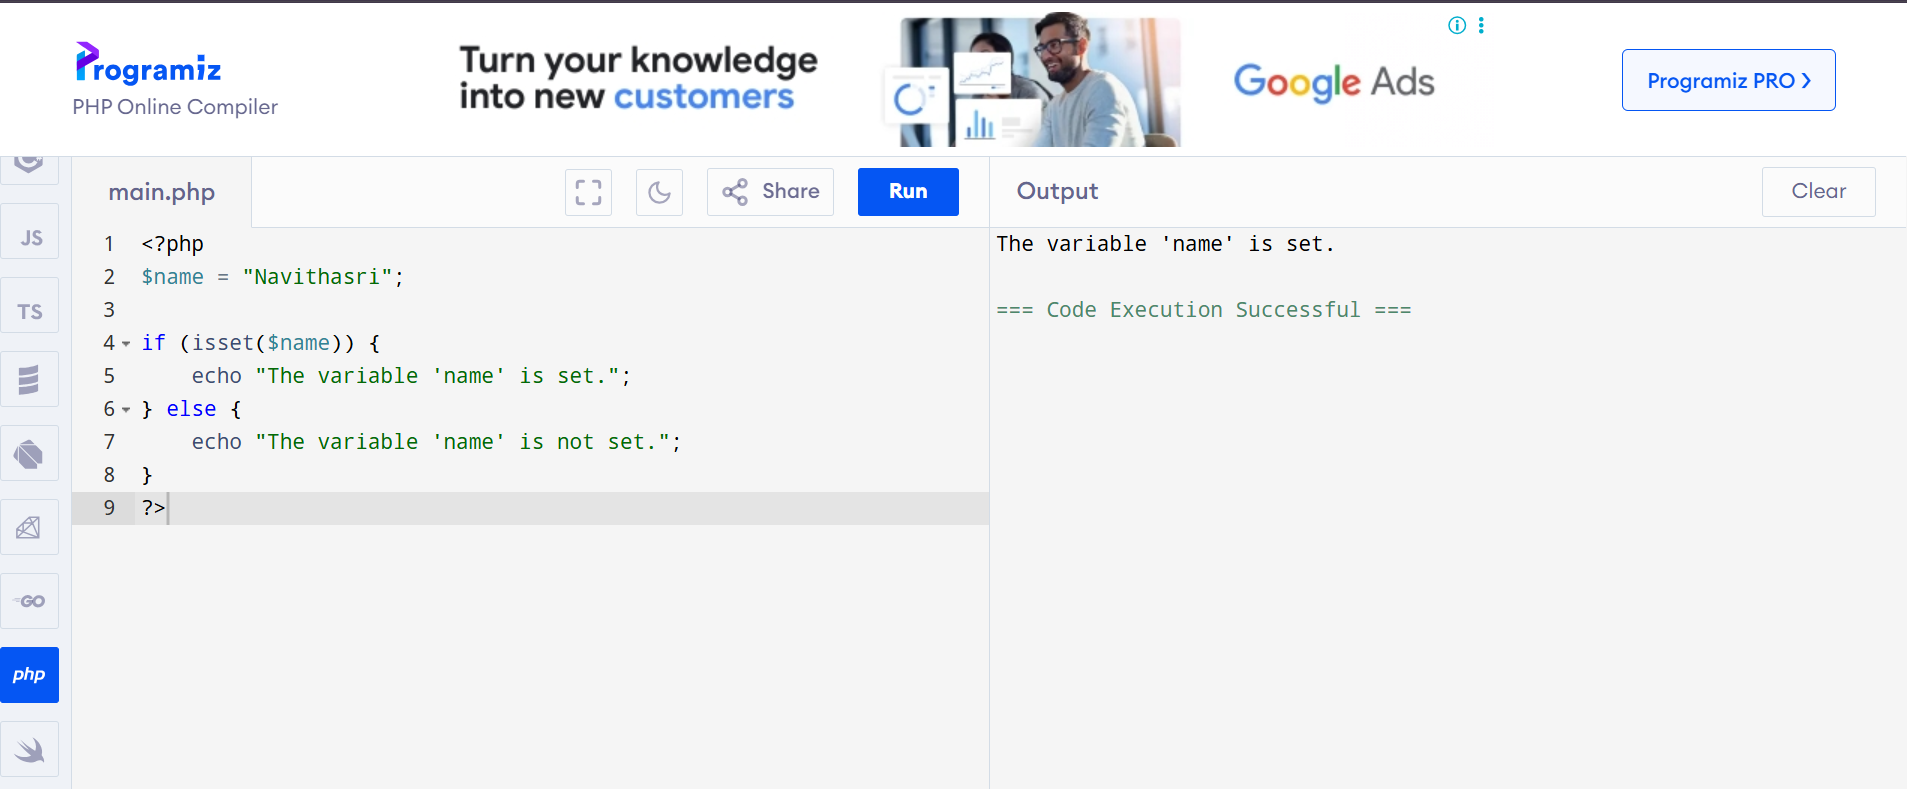 Programiz
PHP Online Compiler
Turn your knowledge
into new customers
Google Ads
Programiz PRO
main.php
Share
Run
Output
Clear
JS
TS
GO
php
1 <?php
2 $name = "Navithasri";
3
4 if (isset($name)) {
5     echo "The variable 'name' is set.";
6 } else {
7     echo "The variable 'name' is not set.";
8 }
9 ?>
The variable 'name' is set.
=== Code Execution Successful ===